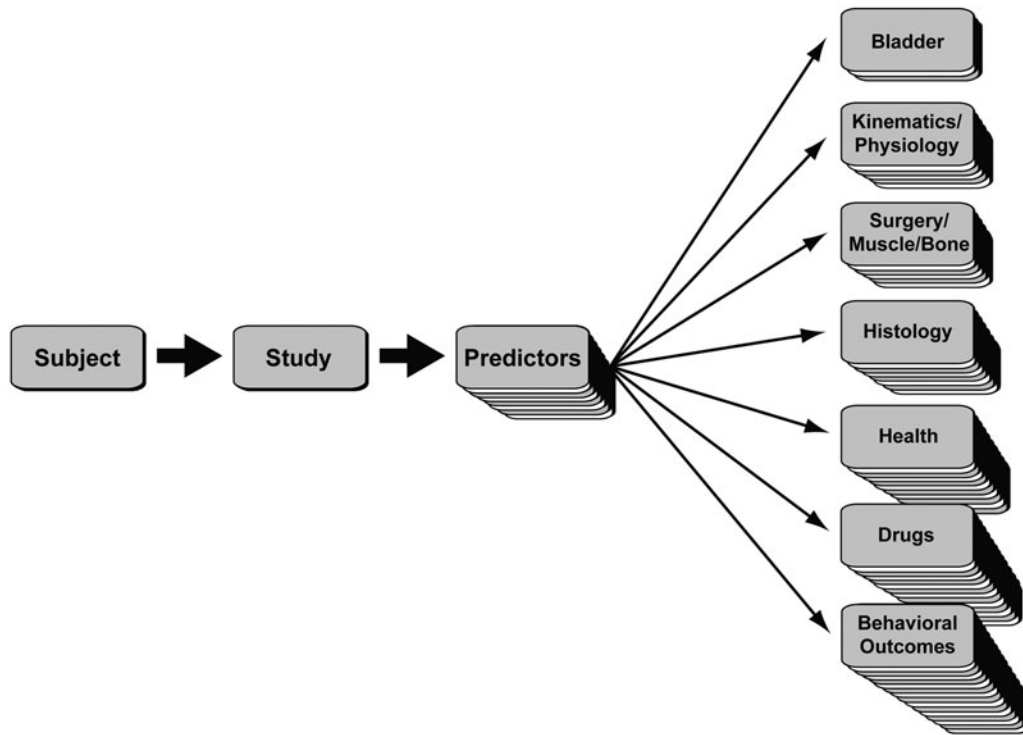 Subject
Study
Predictors
Bladder
Kinematics/
Physiology
Surgery/
Muscle/Bone
Histology
Health
Drugs
Behavioral
Outcomes